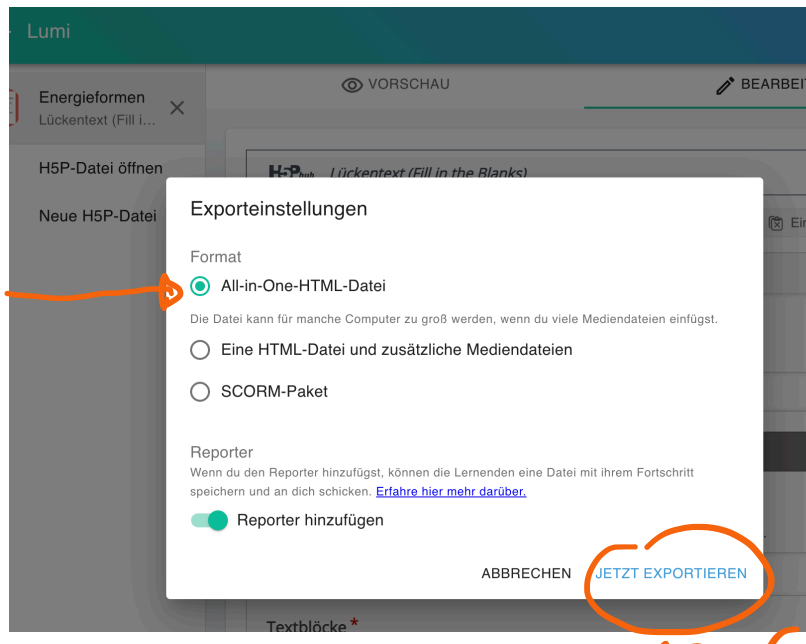 Lumi
VORSCHAU
BEARBEI
Energieformen
Lückentext (Fill i...
H5P-Datei öffnen
Neue H5P-Datei
H5Phub Lückentext (Fill in the Blanks)
Ein
Exporteinstellungen
Format
All-in-One-HTML-Datei
Die Datei kann für manche Computer zu groß werden, wenn du viele Mediendateien einfügst.
Eine HTML-Datei und zusätzliche Mediendateien
SCORM-Paket
Reporter
Wenn du den Reporter hinzufügst, können die Lernenden eine Datei mit ihrem Fortschritt
speichern und an dich schicken. Erfahre hier mehr darüber.
Reporter hinzufügen
ABBRECHEN
JETZT EXPORTIEREN
Textblöcke *